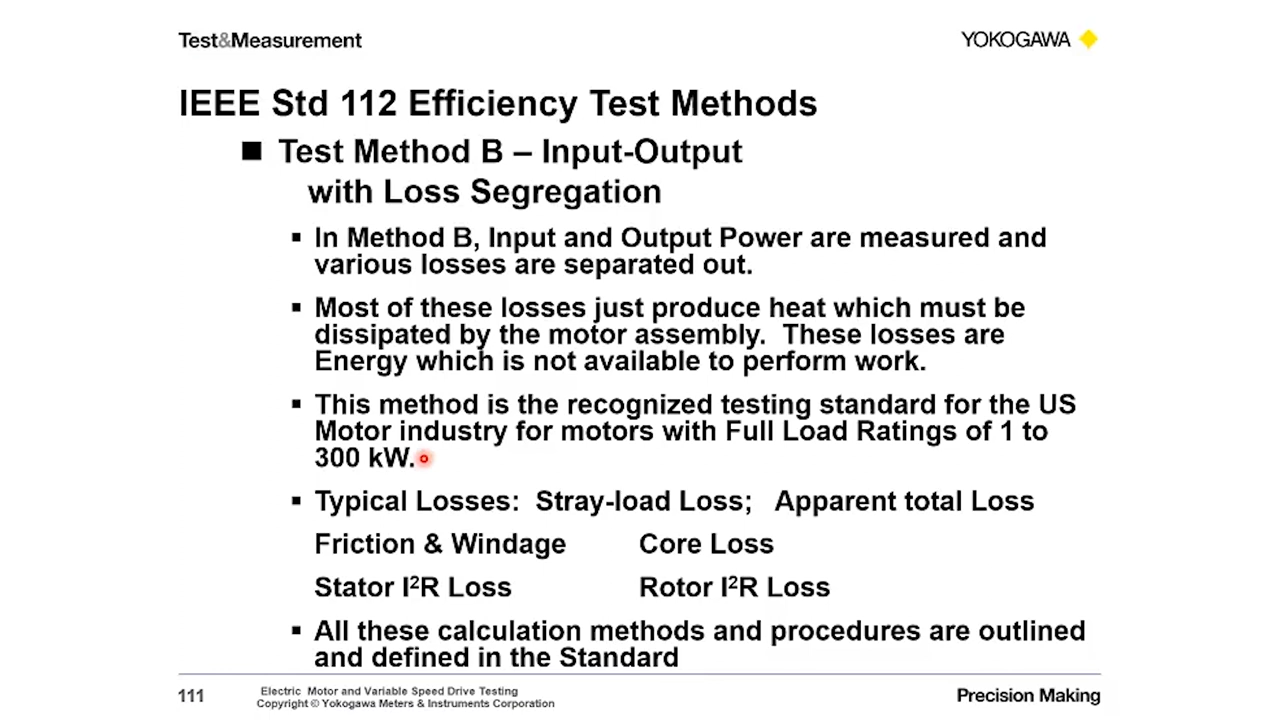 Test&Measurement
YOKOGAWA
IEEE Std 112 Efficiency Test Methods
■ Test Method B – Input-Output
with Loss Segregation
▪ In Method B, Input and Output Power are measured and
various losses are separated out.
▪ Most of these losses just produce heat which must be
dissipated by the motor assembly.  These losses are
Energy which is not available to perform work.
▪ This method is the recognized testing standard for the US
Motor industry for motors with Full Load Ratings of 1 to
300 kW.
▪ Typical Losses:  Stray-load Loss;   Apparent total Loss
Friction & Windage Core Loss
Stator I²R Loss Rotor I²R Loss
▪ All these calculation methods and procedures are outlined
and defined in the Standard
111
Electric Motor and Variable Speed Drive Testing
Copyright © Yokogawa Meters & Instruments Corporation
Precision Making